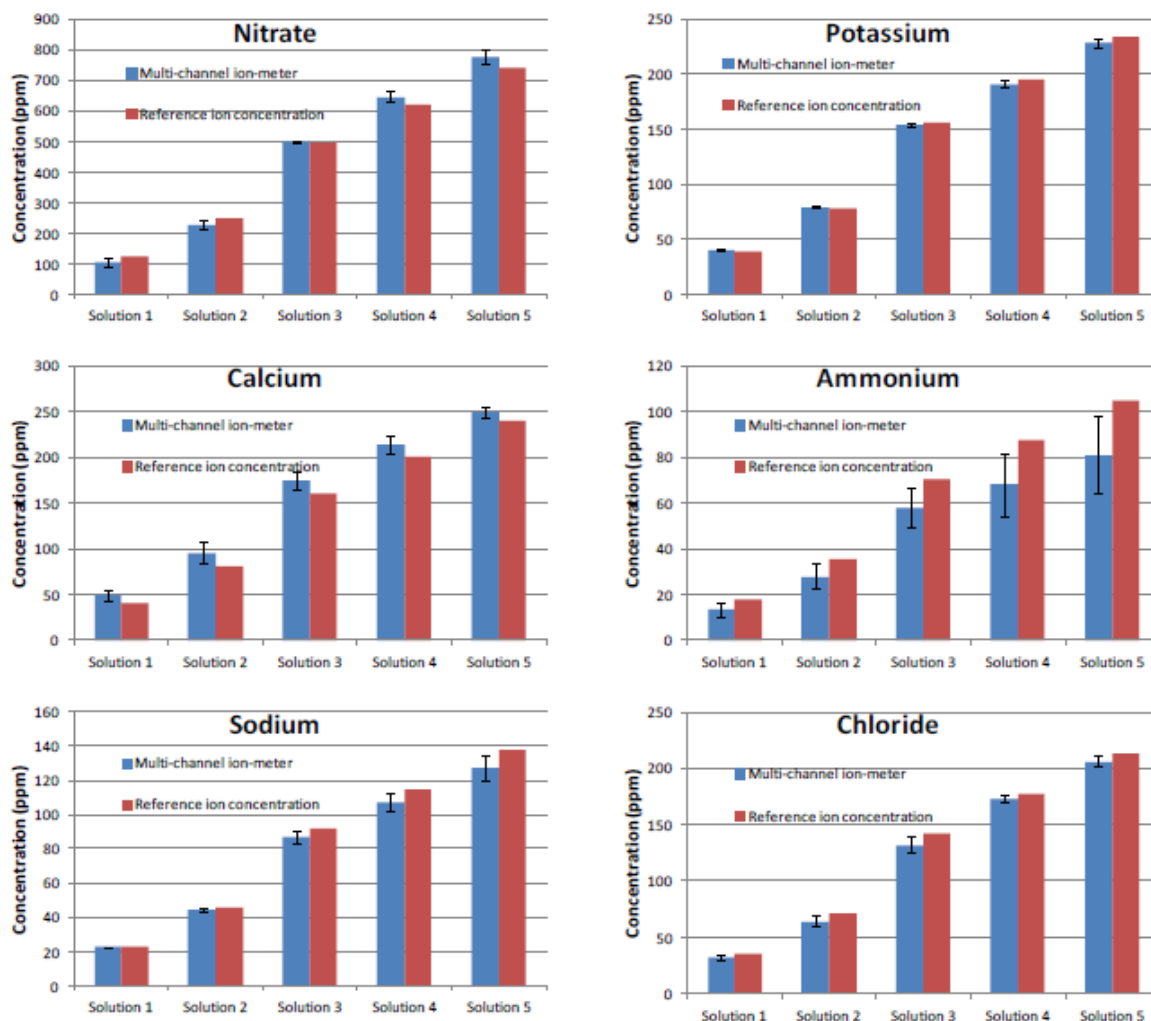 Nitrate
Concentration (ppm)
900
800
700
600
500
400
300
200
100
0
Multi-channel ion-meter
Reference ion concentration
Solution 1 Solution 2 Solution 3 Solution 4 Solution 5
Potassium
Concentration (ppm)
250
200
150
100
50
0
Multi-channel ion-meter
Reference ion concentration
Solution 1 Solution 2 Solution 3 Solution 4 Solution 5
Calcium
Concentration (ppm)
300
250
200
150
100
50
0
Multi-channel ion-meter
Reference ion concentration
Solution 1 Solution 2 Solution 3 Solution 4 Solution 5
Ammonium
Concentration (ppm)
120
100
80
60
40
20
0
Multi-channel ion-meter
Reference ion concentration
Solution 1 Solution 2 Solution 3 Solution 4 Solution 5
Sodium
Concentration (ppm)
160
140
120
100
80
60
40
20
0
Multi-channel ion-meter
Reference ion concentration
Solution 1 Solution 2 Solution 3 Solution 4 Solution 5
Chloride
Concentration (ppm)
250
200
150
100
50
0
Multi-channel ion-meter
Reference ion concentration
Solution 1 Solution 2 Solution 3 Solution 4 Solution 5